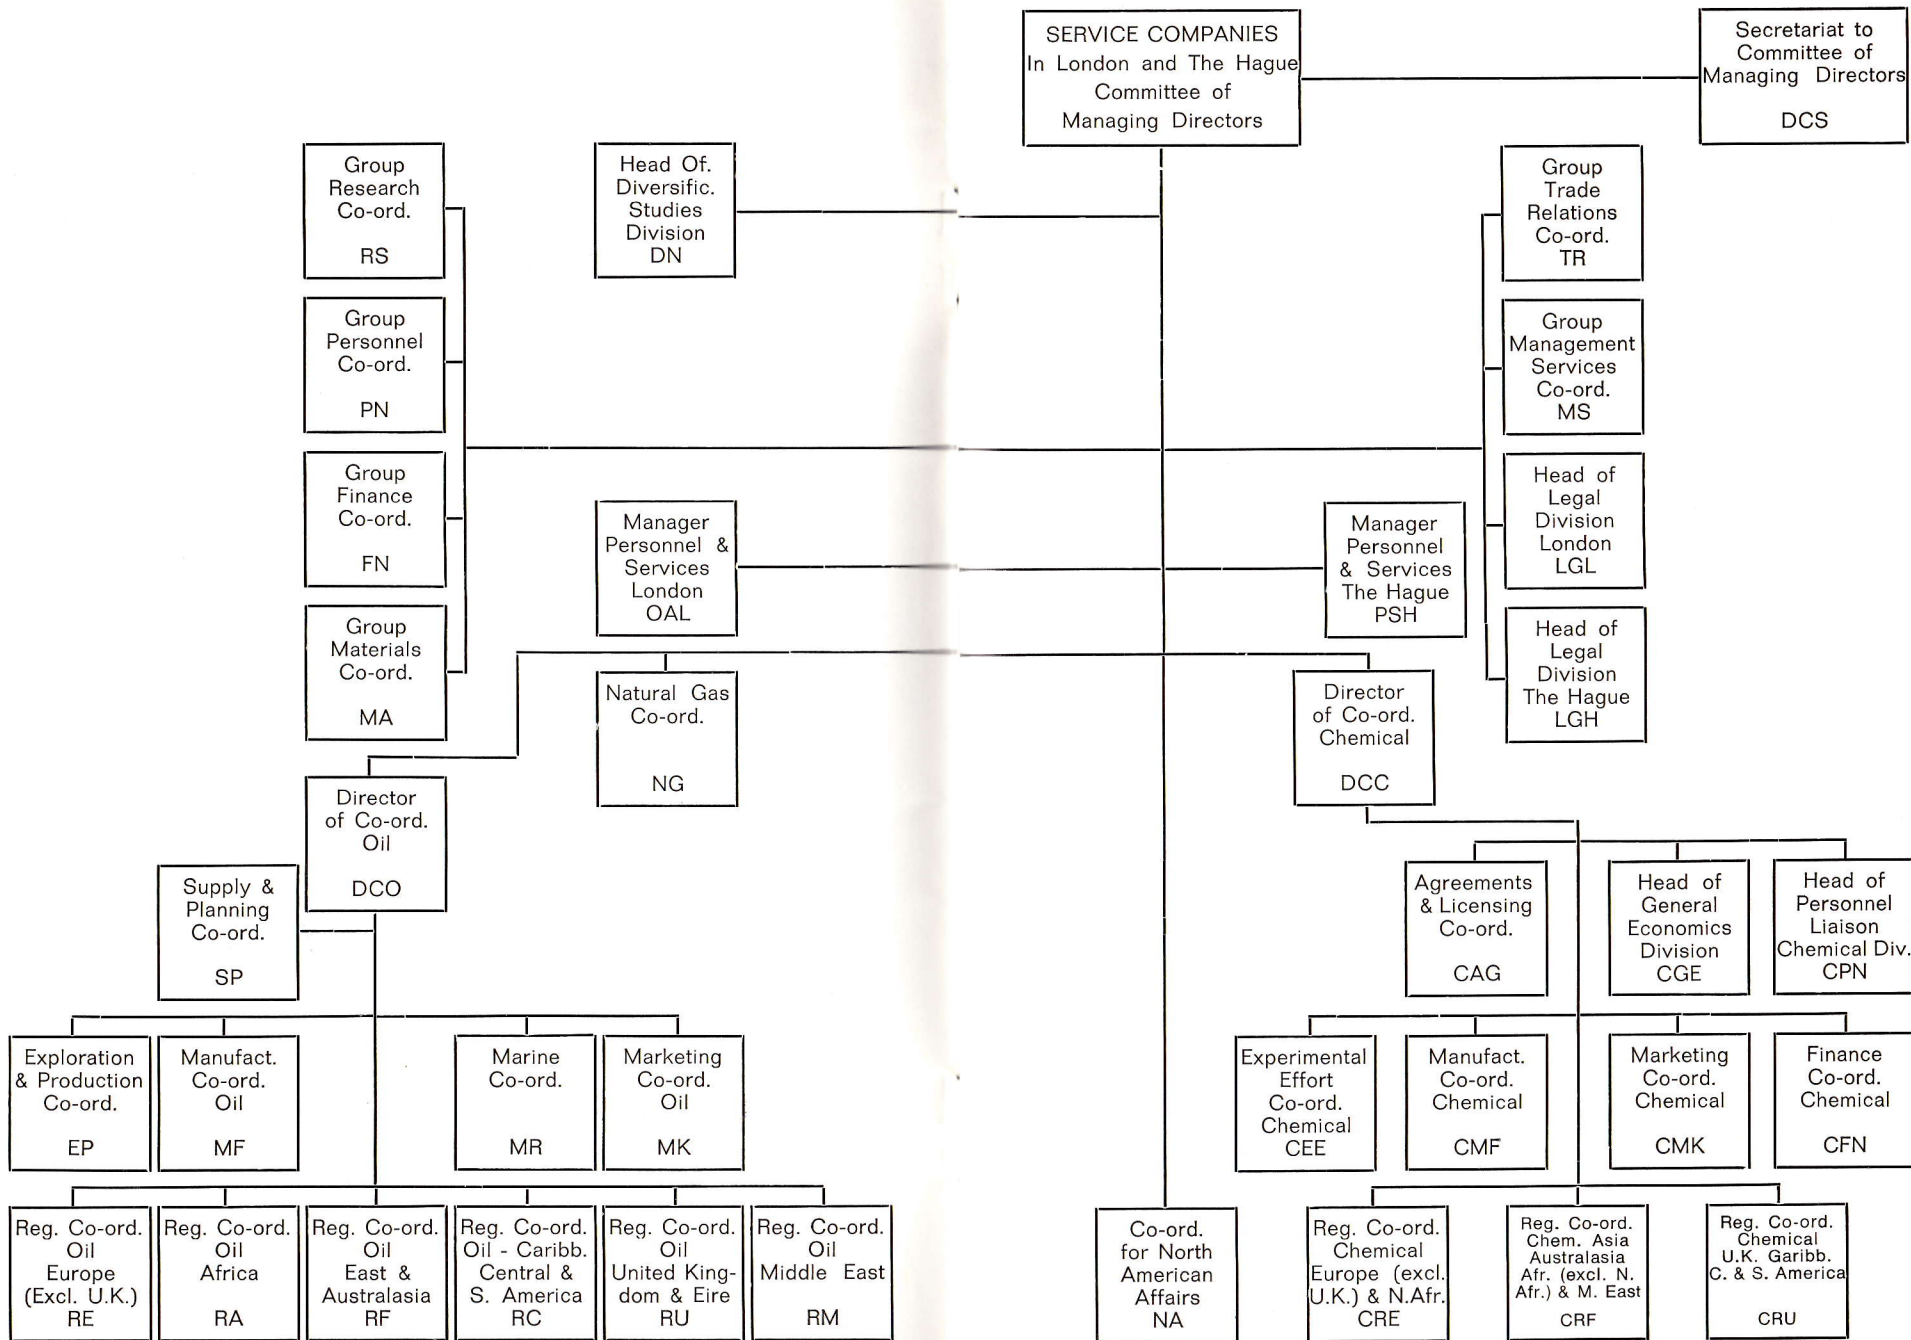 SERVICE COMPANIES
In London and The Hague
Committee of
Managing Directors
Secretariat to
Committee of
Managing Directors
DCS
Group
Research
Co-ord.
RS
Head Of.
Diversific.
Studies
Division
DN
Group
Trade
Relations
Co-ord.
TR
Group
Personnel
Co-ord.
PN
Group
Management
Services
Co-ord.
MS
Group
Finance
Co-ord.
FN
Manager
Personnel &
Services
London
OAL
Manager
Personnel
& Services
The Hague
PSH
Head of
Legal
Division
London
LGL
Group
Materials
Co-ord.
MA
Natural Gas
Co-ord.
NG
Director
of Co-ord.
Chemical
DCC
Head of
Legal
Division
The Hague
LGH
Director
of Co-ord.
Oil
DCO
Supply &
Planning
Co-ord.
SP
Agreements
& Licensing
Co-ord.
CAG
Head of
General
Economics
Division
CGE
Head of
Personnel
Liaison
Chemical Div.
CPN
Exploration
& Production
Co-ord.
EP
Manufact.
Co-ord.
Oil
MF
Marine
Co-ord.
MR
Marketing
Co-ord.
Oil
MK
Experimental
Effort
Co-ord.
Chemical
CEE
Manufact.
Co-ord.
Chemical
CMF
Marketing
Co-ord.
Chemical
CMK
Finance
Co-ord.
Chemical
CFN
Reg. Co-ord.
Oil
Europe
(Excl. U.K.)
RE
Reg. Co-ord.
Oil
Africa
RA
Reg. Co-ord.
Oil
East &
Australasia
RF
Reg. Co-ord.
Oil - Caribb.
Central &
S. America
RC
Reg. Co-ord.
Oil
United King-
dom & Eire
RU
Reg. Co-ord.
Oil
Middle East
RM
Co-ord.
for North
American
Affairs
NA
Reg. Co-ord.
Chemical
Europe (excl.
U.K.) & N.Afr.
CRE
Reg. Co-ord.
Chem. Asia
Australasia
Afr. (excl. N.
Afr.) & M. East
CRF
Reg. Co-ord.
Chemical
U.K. Garibb.
C. & S. America
CRU